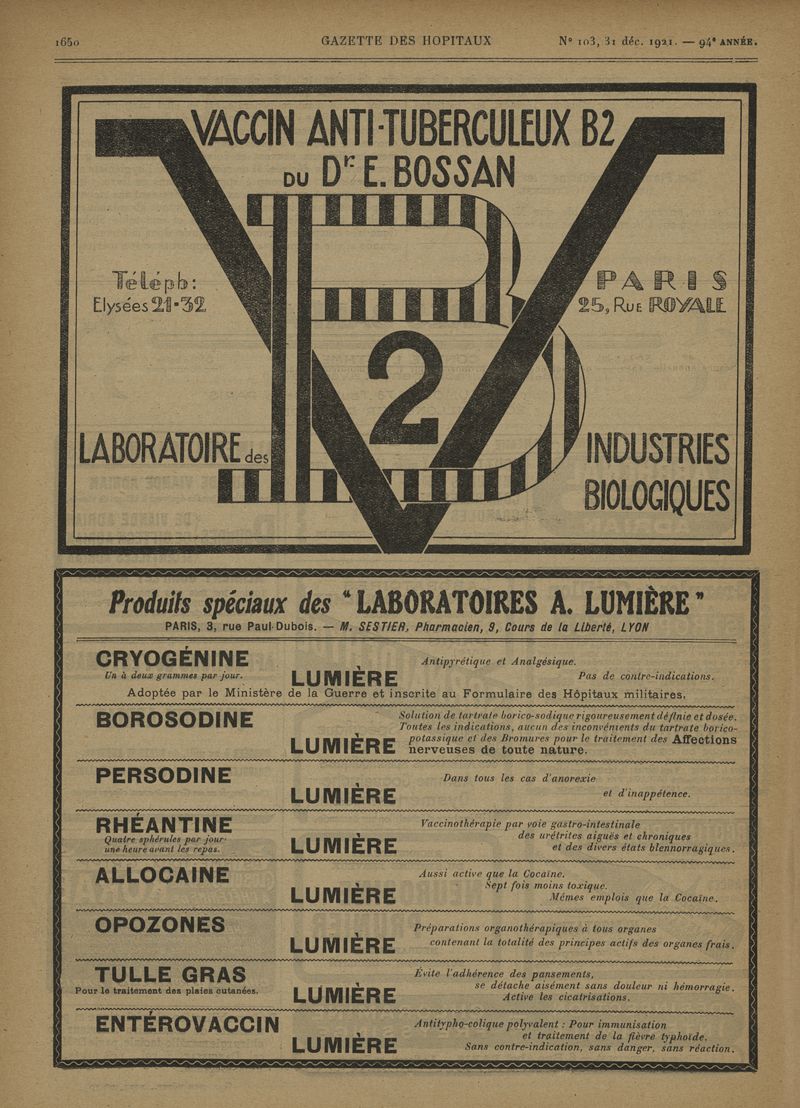 1650
GAZETTE DES HOPITAUX
N° 103, 31 déc. 1921. — 94e ANNÉE.
VACCIN ANTI-TUBERCULEUX B2
DU Dr E. BOSSAN
Téléph:
Elysées 21-32
PARIS
25, RUE ROYALE
VB
2
LABORATOIRE des
INDUSTRIES
BIOLOGIQUES
Produits spéciaux des "LABORATOIRES A. LUMIÈRE"
PARIS, 3, rue Paul-Dubois. — M. SESTIER, Pharmacien, 9, Cours de la Liberté, LYON
CRYOGÉNINE
Un à deux grammes par jour.
LUMIÈRE
Antipyrétique et Analgésique.
Pas de contre-indications.
Adoptée par le Ministère de la Guerre et inscrite au Formulaire des Hôpitaux militaires.
BOROSODINE
LUMIÈRE
Solution de tartrate borico-sodique rigoureusement définie et dosée.
Toutes les indications, aucun des inconvénients du tartrate borico-
potassique et des Bromures pour le traitement des Affections
nerveuses de toute nature.
PERSODINE
LUMIÈRE
Dans tous les cas d'anorexie
et d'inappétence.
RHÉANTINE
Quatre sphérules par jour
une heure avant les repas.
LUMIÈRE
Vaccinothérapie par voie gastro-intestinale
des urétrites aiguës et chroniques
et des divers états blennorragiques.
ALLOCAINE
LUMIÈRE
Aussi active que la Cocaïne.
Sept fois moins toxique.
Mêmes emplois que la Cocaïne.
OPOZONES
LUMIÈRE
Préparations organothérapiques à tous organes
contenant la totalité des principes actifs des organes frais.
TULLE GRAS
Pour le traitement des plaies cutanées.
LUMIÈRE
Évite l'adhérence des pansements,
se détache aisément sans douleur ni hémorragie.
Active les cicatrisations.
ENTÉROVACCIN
LUMIÈRE
Antitypho-colique polyvalent : Pour immunisation
et traitement de la fièvre typhoïde.
Sans contre-indication, sans danger, sans réaction.